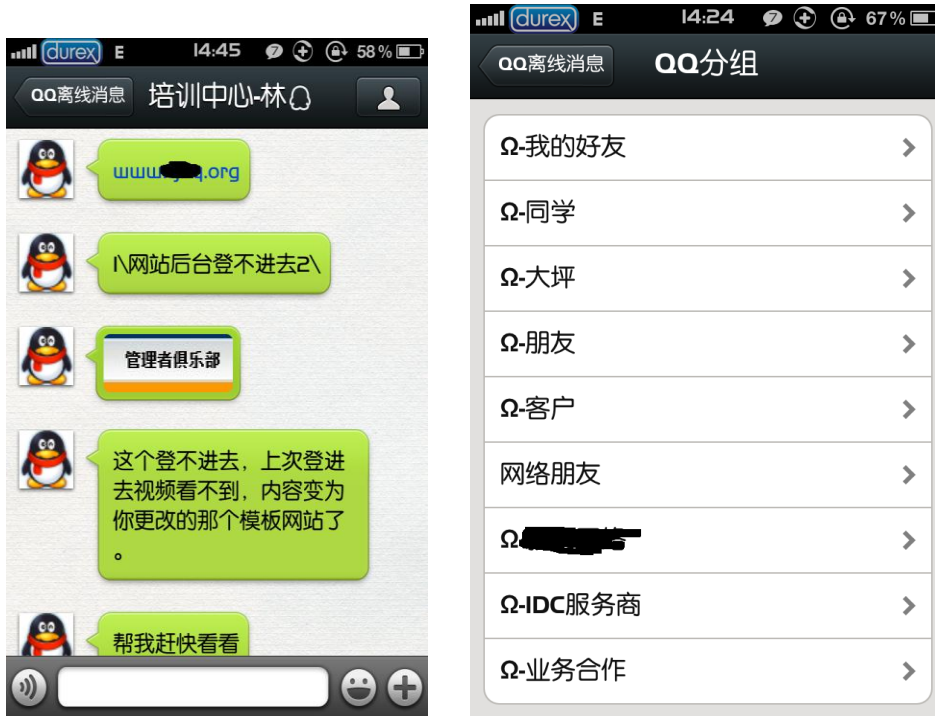 durex E 14:45 58%
QQ离线消息 培训中心-林
www.
q.org
1\网站后台登不进去2\
管理者俱乐部
这个登不进去，上次登进
去视频看不到，内容变为
你更改的那个模板网站了
。
帮我赶快看看
durex E 14:24 67%
QQ离线消息 QQ分组
Ω-我的好友
Ω-同学
Ω-大坪
Ω-朋友
Ω-客户
网络朋友
Ω-IDC服务商
Ω-业务合作